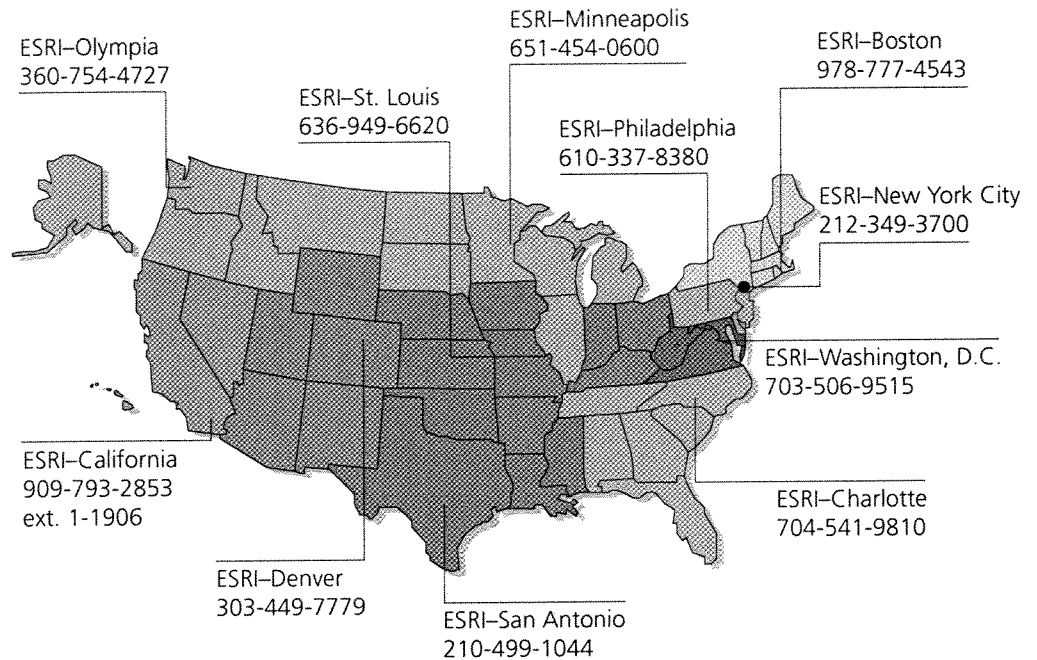 ESRI–Minneapolis
651-454-0600
ESRI–Olympia
360-754-4727
ESRI–Boston
978-777-4543
ESRI–St. Louis
636-949-6620
ESRI–Philadelphia
610-337-8380
ESRI–New York City
212-349-3700
ESRI–Washington, D.C.
703-506-9515
ESRI–California
909-793-2853
ext. 1-1906
ESRI–Charlotte
704-541-9810
ESRI–Denver
303-449-7779
ESRI–San Antonio
210-499-1044